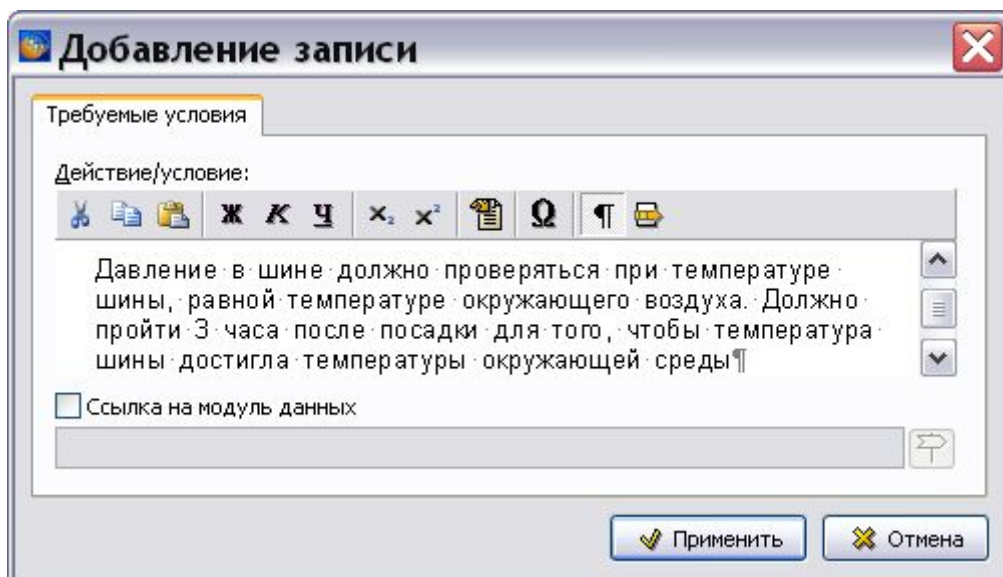 Добавление записи
Требуемые условия
Действие/условие:
Ж К Ч x₂ x² Ω ¶
Давление в шине должно проверяться при температуре
шины, равной температуре окружающего воздуха. Должно
пройти 3 часа после посадки для того, чтобы температура
шины достигла температуры окружающей среды¶
Ссылка на модуль данных
Применить Отмена